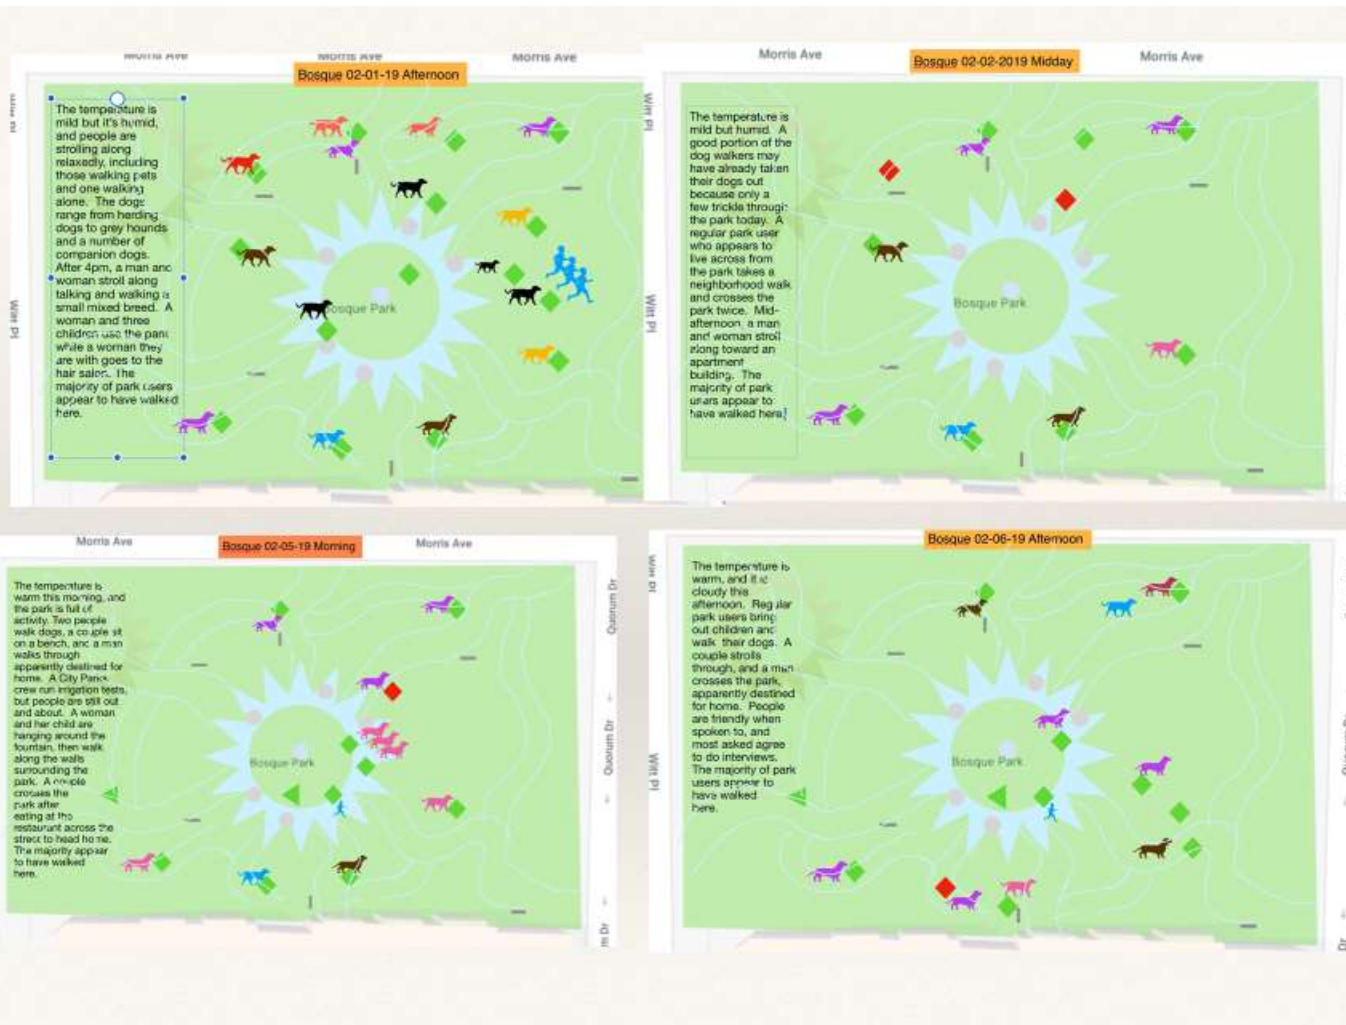 Morris Ave
Morris Ave
Morris Ave
Bosque 02-01-19 Afternoon
Witt Pl
The temperature is
mild but it's humid,
and people are
strolling along
relaxedly, including
those walking pets
and one walking
alone. The dogs
range from herding
dogs to grey hounds
and a number of
companion dogs.
After 4pm, a man and
woman stroll along
talking and walking a
small mixed breed. A
woman and three
children use the park
while a woman they
are with goes to the
hair salon. The
majority of park users
appear to have walked
here.
Witt Pl
Bosque Park
Morris Ave
Bosque 02-02-2019 Midday
Morris Ave
Witt Pl
The temperature is
mild but humid. A
good portion of the
dog walkers may
have already taken
their dogs out
because only a
few trickle through
the park today. A
regular park user
who appears to
live across from
the park takes a
neighborhood walk
and crosses the
park twice. Mid-
afternoon, a man
and woman stroll
along toward an
apartment
building. The
majority of park
users appear to
have walked here.
Witt Pl
Bosque Park
Morris Ave
Bosque 02-05-19 Morning
Morris Ave
The temperature is
warm this morning, and
the park is full of
activity. Two people
walk dogs, a couple sit
on a bench, and a man
walks through
apparently destined for
home. A City Parks
crew run irrigation tests,
but people are still out
and about. A woman
and her child are
hanging around the
fountain, then walk
along the walls
surrounding the
park. A couple
crosses the
park after
eating at the
restaurant across the
street to head home.
The majority appear
to have walked
here.
Bosque Park
Quorum Dr
Quorum Dr
m Dr
Bosque 02-06-19 Afternoon
Witt Pl
The temperature is
warm, and it is
cloudy this
afternoon. Regular
park users bring
out children and
walk their dogs. A
couple strolls
through, and a man
crosses the park,
apparently destined
for home. People
are friendly when
spoken to, and
most asked agree
to do interviews.
The majority of park
users appear to
have walked
here.
Witt Pl
Bosque Park
Dr